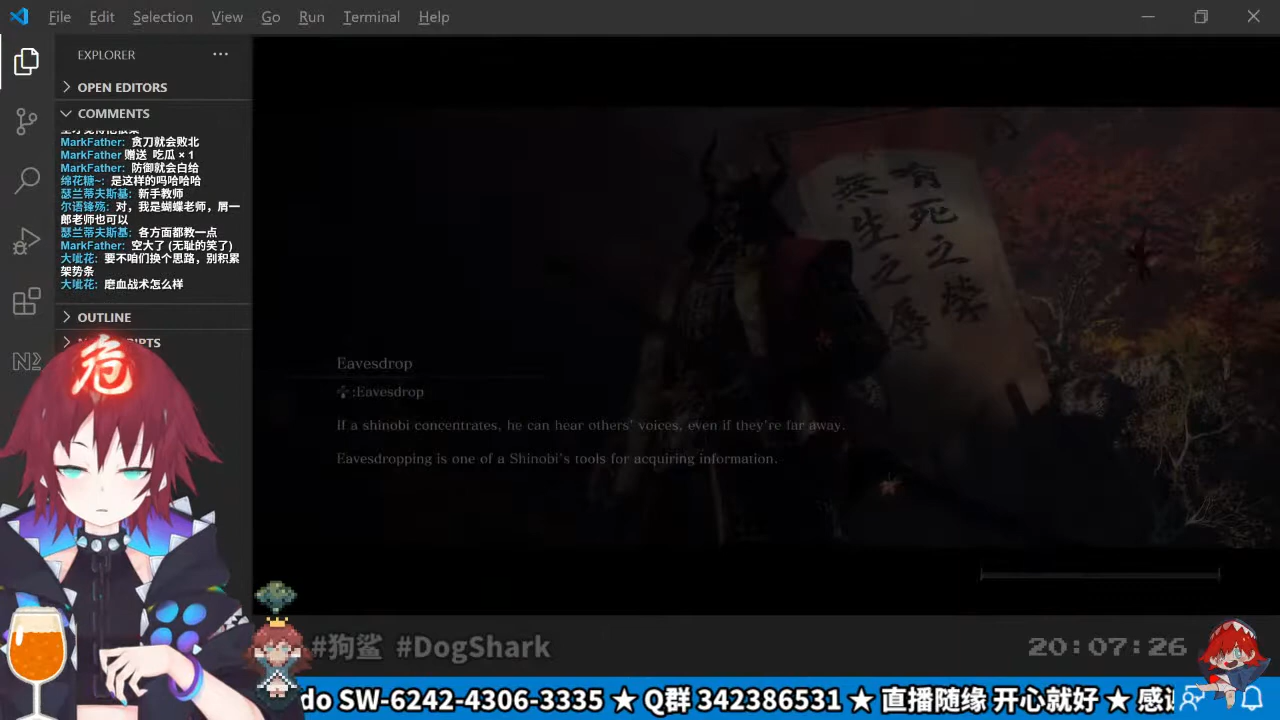 File Edit Selection View Go Run Terminal Help
EXPLORER
OPEN EDITORS
COMMENTS
MarkFather: 贪刀就会败北
MarkFather 赠送 吃瓜 × 1
MarkFather: 防御就会白给
绵花糖~: 是这样的吗哈哈哈
瑟兰蒂夫斯基: 新手教师
尔语锋殇: 对，我是蝴蝶老师，屑一
郎老师也可以
瑟兰蒂夫斯基: 各方面都教一点
MarkFather: 空大了 (无耻的笑了)
大呲花: 要不咱们换个思路，别积累
架势条
大呲花: 磨血战术怎么样
OUTLINE
危
有死之榮
無生之辱
Eavesdrop
:Eavesdrop
If a shinobi concentrates, he can hear others' voices, even if they're far away.
Eavesdropping is one of a Shinobi's tools for acquiring information.
#狗鲨 #DogShark
20:07:26
do SW-6242-4306-3335 ★ Q群 342386531 ★ 直播随缘 开心就好 ★ 感